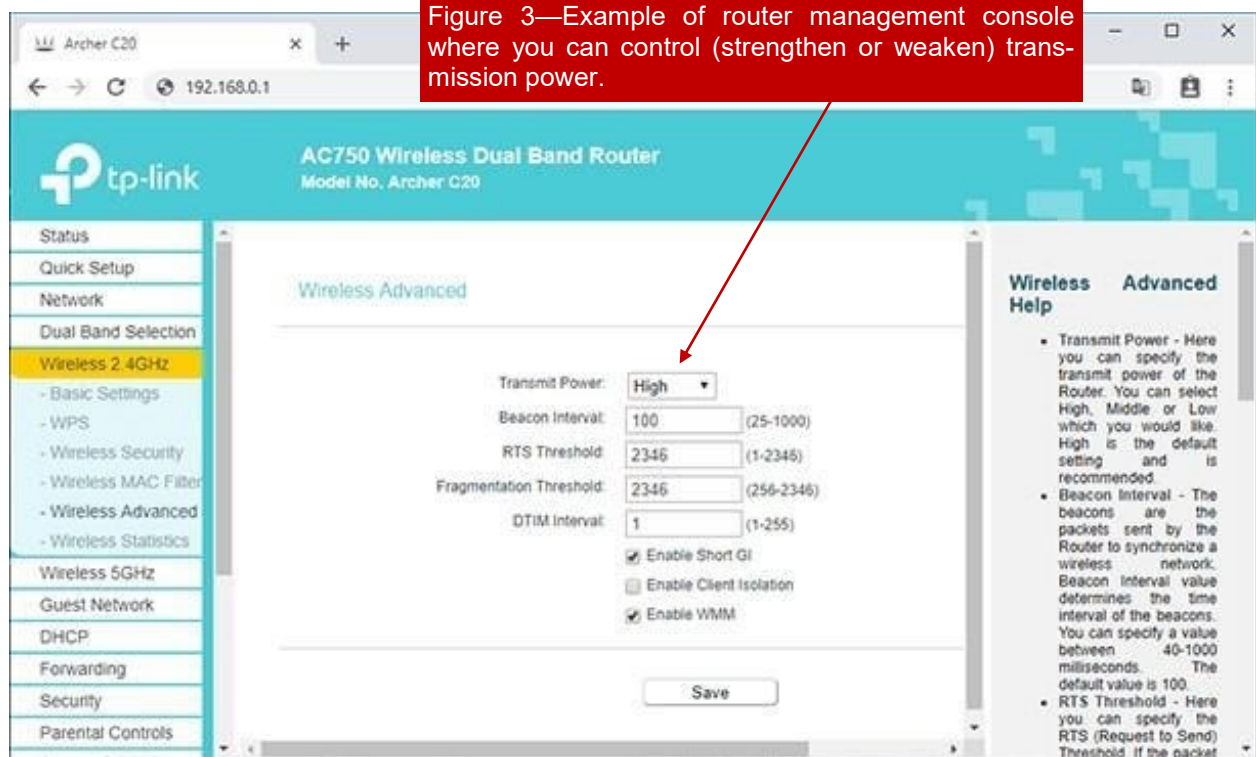 Figure 3—Example of router management console
where you can control (strengthen or weaken) trans-
mission power.
Archer C20
192.168.0.1
tp-link
AC750 Wireless Dual Band Router
Model No. Archer C20
Status
Quick Setup
Network
Dual Band Selection
Wireless 2.4GHz
- Basic Settings
- WPS
- Wireless Security
- Wireless MAC Filter
- Wireless Advanced
- Wireless Statistics
Wireless 5GHz
Guest Network
DHCP
Forwarding
Security
Parental Controls
Wireless Advanced
Transmit Power: High
Beacon Interval: 100 (25-1000)
RTS Threshold: 2346 (1-2346)
Fragmentation Threshold: 2346 (256-2346)
DTIM Interval: 1 (1-255)
Enable Short GI
Enable Client Isolation
Enable WMM
Save
Wireless Advanced
Help
• Transmit Power - Here
you can specify the
transmit power of the
Router. You can select
High, Middle or Low
which you would like.
High is the default
setting and is
recommended.
• Beacon Interval - The
beacons are the
packets sent by the
Router to synchronize a
wireless network.
Beacon Interval value
determines the time
interval of the beacons.
You can specify a value
between 40-1000
milliseconds. The
default value is 100.
• RTS Threshold - Here
you can specify the
RTS (Request to Send)
Threshold. If the packet